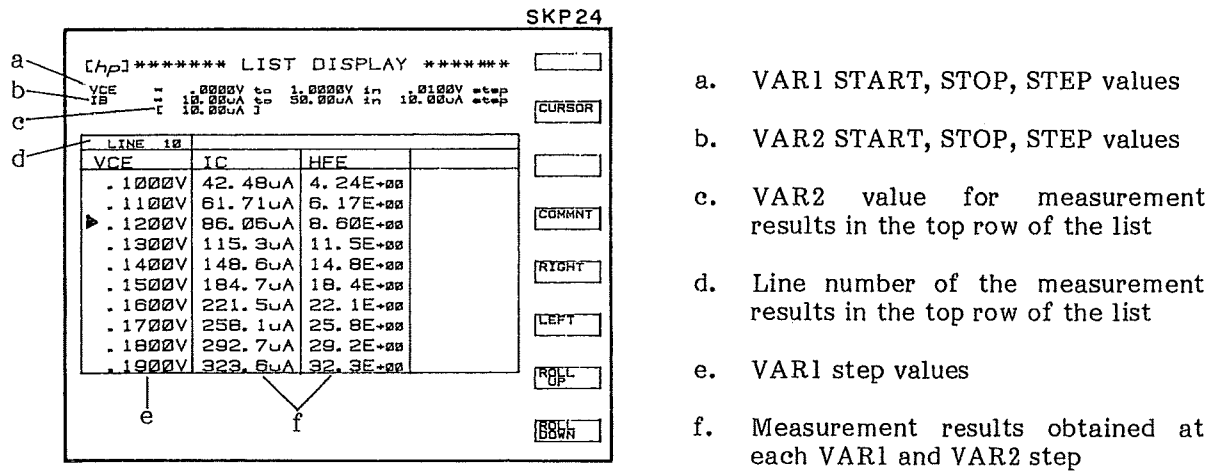 SKP24
[hp]******* LIST DISPLAY *******
VCE = .0000V to 1.0000V in .0100V step
IB = 10.00uA to 50.00uA in 10.00uA step
[ 10.00uA ]
LINE 10
VCE IC HFE
.1000V 42.48uA 4.24E+00
.1100V 61.71uA 6.17E+00
.1200V 86.06uA 8.60E+00
.1300V 115.3uA 11.5E+00
.1400V 148.6uA 14.8E+00
.1500V 184.7uA 18.4E+00
.1600V 221.5uA 22.1E+00
.1700V 258.1uA 25.8E+00
.1800V 292.7uA 29.2E+00
.1900V 323.6uA 32.3E+00
CURSOR
COMMNT
RIGHT
LEFT
ROLL
UP
ROLL
DOWN
a
b
c
d
e
f
a. VAR1 START, STOP, STEP values
b. VAR2 START, STOP, STEP values
c. VAR2 value for measurement
results in the top row of the list
d. Line number of the measurement
results in the top row of the list
e. VAR1 step values
f. Measurement results obtained at
each VAR1 and VAR2 step